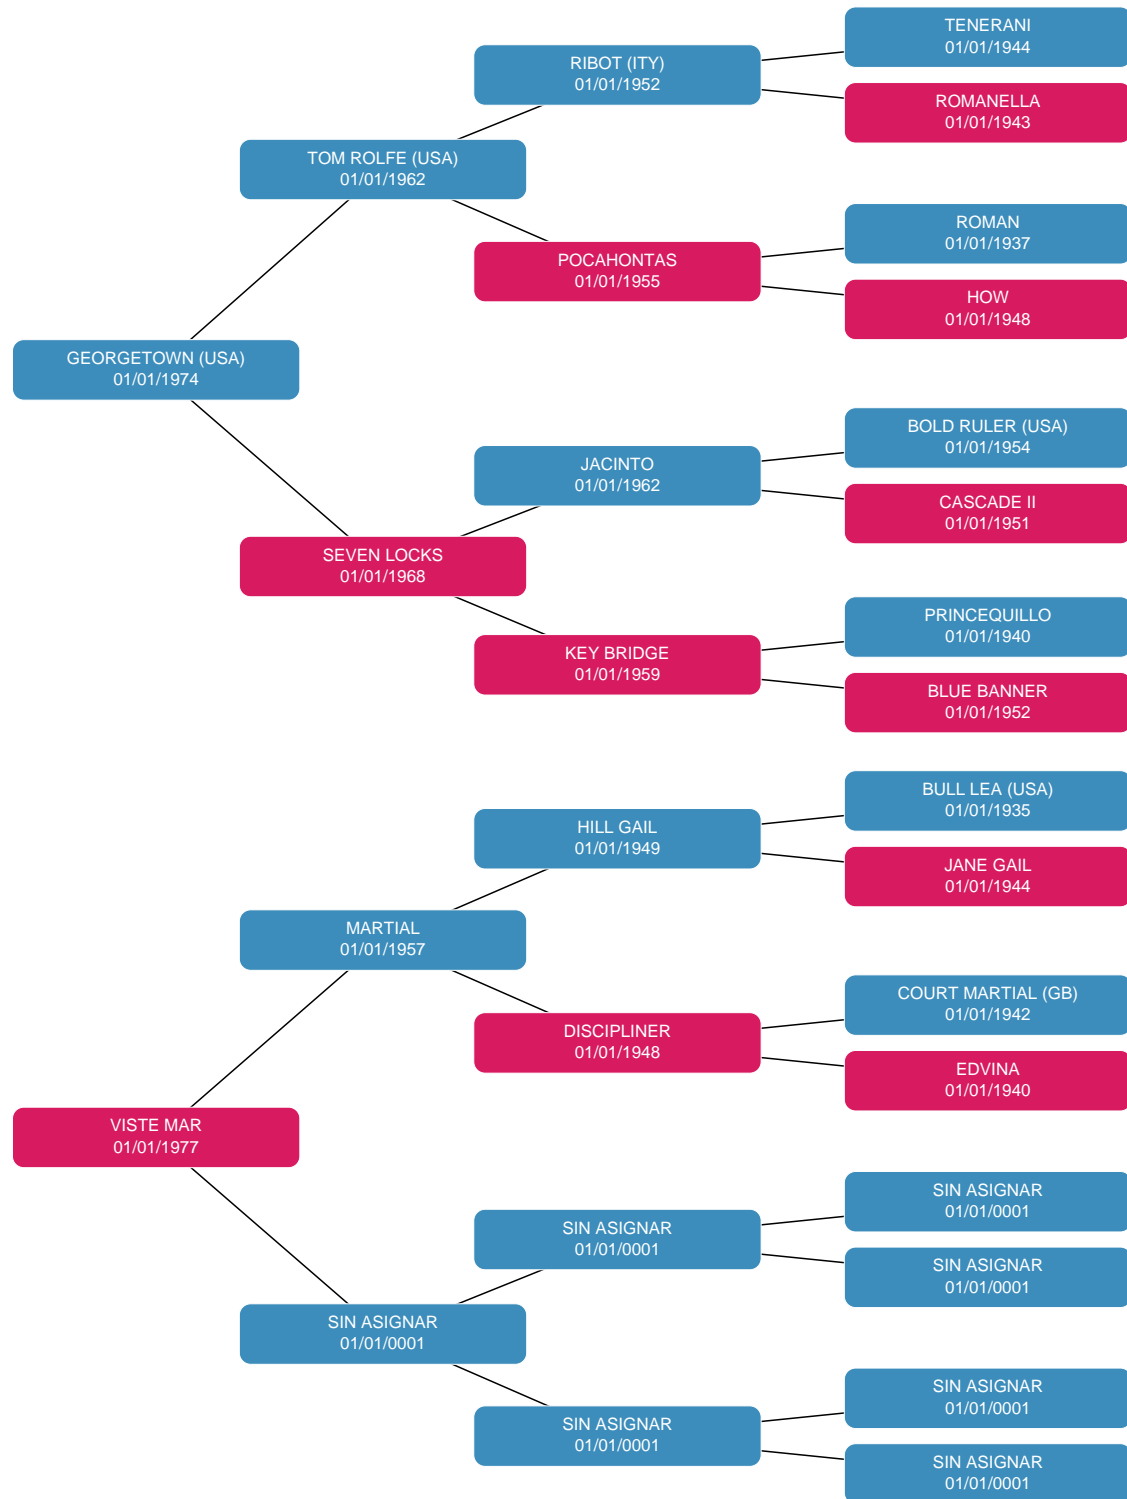 TENERANI
01/01/1944
RIBOT (ITY)
01/01/1952
ROMANELLA
01/01/1943
TOM ROLFE (USA)
01/01/1962
ROMAN
01/01/1937
POCAHONTAS
01/01/1955
HOW
01/01/1948
GEORGETOWN (USA)
01/01/1974
BOLD RULER (USA)
01/01/1954
JACINTO
01/01/1962
CASCADE II
01/01/1951
SEVEN LOCKS
01/01/1968
PRINCEQUILLO
01/01/1940
KEY BRIDGE
01/01/1959
BLUE BANNER
01/01/1952
BULL LEA (USA)
01/01/1935
HILL GAIL
01/01/1949
JANE GAIL
01/01/1944
MARTIAL
01/01/1957
COURT MARTIAL (GB)
01/01/1942
DISCIPLINER
01/01/1948
EDVINA
01/01/1940
VISTE MAR
01/01/1977
SIN ASIGNAR
01/01/0001
SIN ASIGNAR
01/01/0001
SIN ASIGNAR
01/01/0001
SIN ASIGNAR
01/01/0001
SIN ASIGNAR
01/01/0001
SIN ASIGNAR
01/01/0001
SIN ASIGNAR
01/01/0001